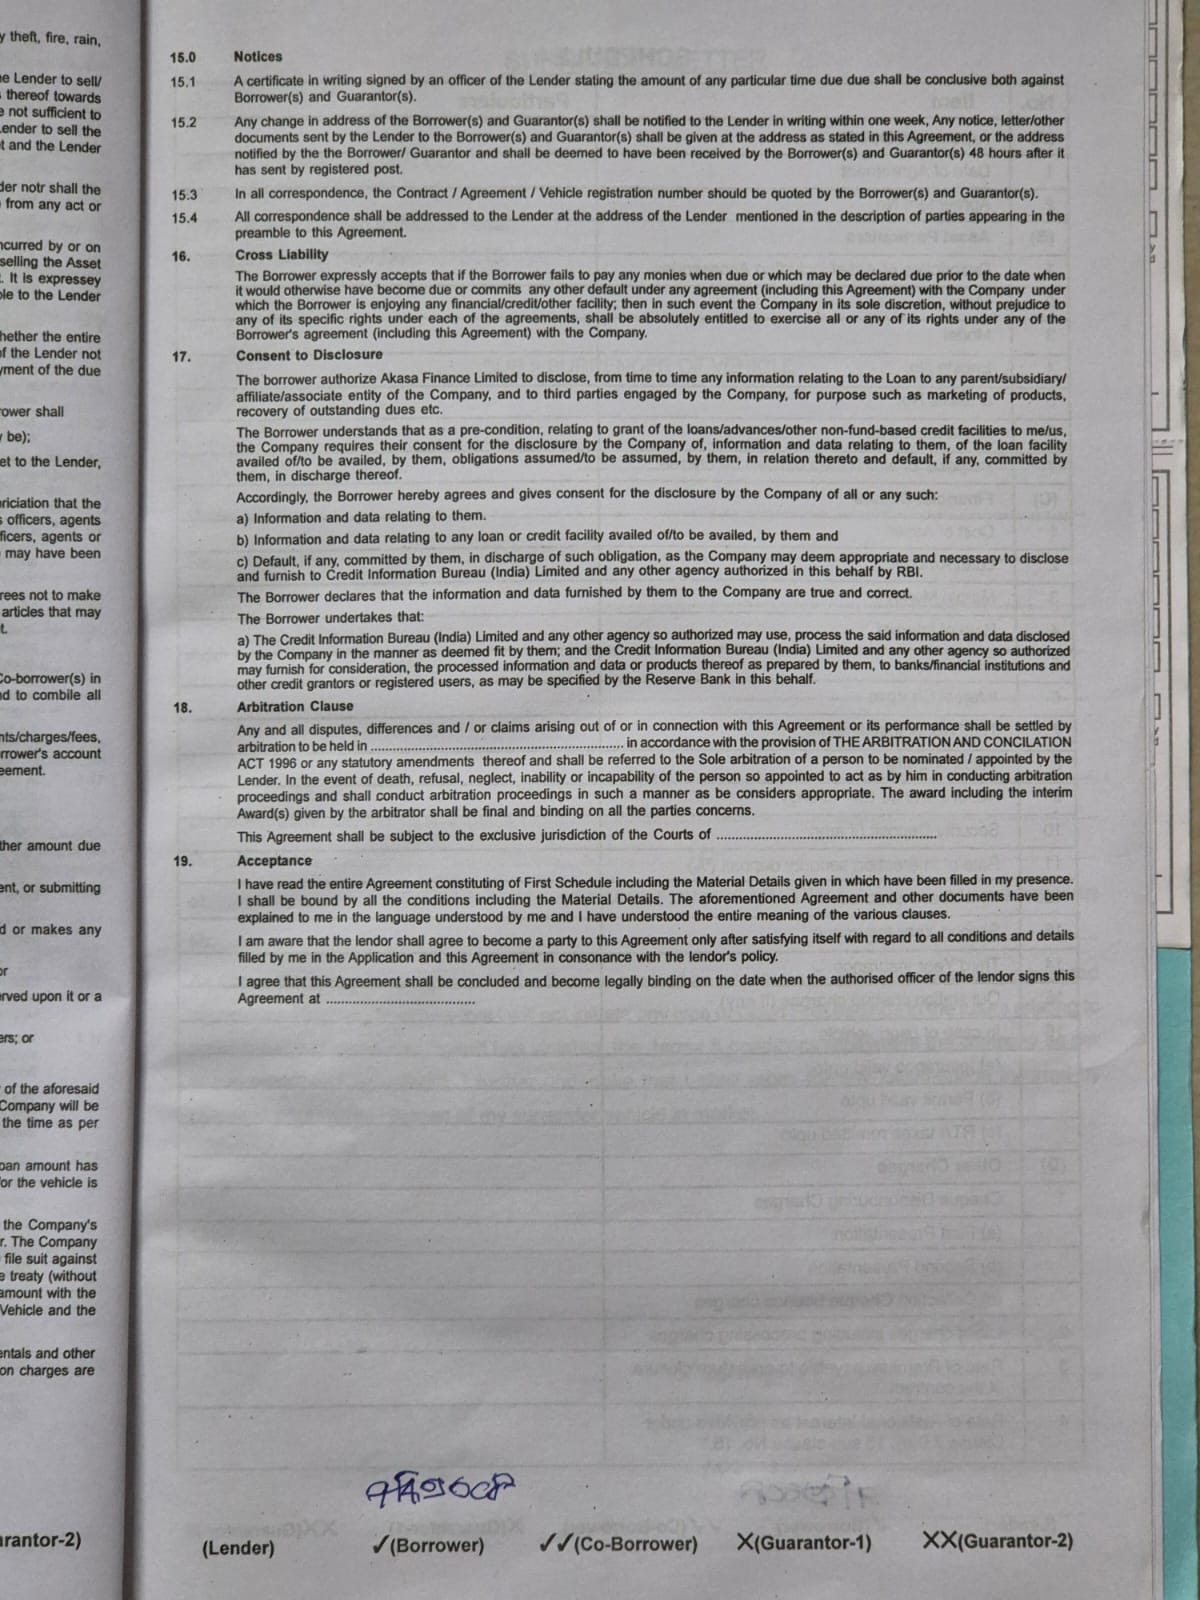 y theft, fire, rain,
he Lender to sell/
s thereof towards
e not sufficient to
Lender to sell the
t and the Lender
der notr shall the
from any act or
ncurred by or on
selling the Asset
. It is expressey
ble to the Lender
hether the entire
of the Lender not
yment of the due
rower shall
y be);
et to the Lender,
riciation that the
s officers, agents
ficers, agents or
may have been
rees not to make
articles that may
t.
Co-borrower(s) in
nd to combile all
nts/charges/fees,
rrower's account
eement.
ther amount due
ent, or submitting
d or makes any
or
erved upon it or a
ers; or
of the aforesaid
Company will be
the time as per
oan amount has
or the vehicle is
the Company's
r. The Company
file suit against
e treaty (without
amount with the
Vehicle and the
entals and other
on charges are
arantor-2)
15.0 Notices
15.1 A certificate in writing signed by an officer of the Lender stating the amount of any particular time due due shall be conclusive both against
Borrower(s) and Guarantor(s).
15.2 Any change in address of the Borrower(s) and Guarantor(s) shall be notified to the Lender in writing within one week, Any notice, letter/other
documents sent by the Lender to the Borrower(s) and Guarantor(s) shall be given at the address as stated in this Agreement, or the address
notified by the the Borrower/ Guarantor and shall be deemed to have been received by the Borrower(s) and Guarantor(s) 48 hours after it
has sent by registered post.
15.3 In all correspondence, the Contract / Agreement / Vehicle registration number should be quoted by the Borrower(s) and Guarantor(s).
15.4 All correspondence shall be addressed to the Lender at the address of the Lender mentioned in the description of parties appearing in the
preamble to this Agreement.
16. Cross Liability
The Borrower expressly accepts that if the Borrower fails to pay any monies when due or which may be declared due prior to the date when
it would otherwise have become due or commits any other default under any agreement (including this Agreement) with the Company under
which the Borrower is enjoying any financial/credit/other facility; then in such event the Company in its sole discretion, without prejudice to
any of its specific rights under each of the agreements, shall be absolutely entitled to exercise all or any of its rights under any of the
Borrower's agreement (including this Agreement) with the Company.
17. Consent to Disclosure
The borrower authorize Akasa Finance Limited to disclose, from time to time any information relating to the Loan to any parent/subsidiary/
affiliate/associate entity of the Company, and to third parties engaged by the Company, for purpose such as marketing of products,
recovery of outstanding dues etc.
The Borrower understands that as a pre-condition, relating to grant of the loans/advances/other non-fund-based credit facilities to me/us,
the Company requires their consent for the disclosure by the Company of, information and data relating to them, of the loan facility
availed of/to be availed, by them, obligations assumed/to be assumed, by them, in relation thereto and default, if any, committed by
them, in discharge thereof.
Accordingly, the Borrower hereby agrees and gives consent for the disclosure by the Company of all or any such:
a) Information and data relating to them.
b) Information and data relating to any loan or credit facility availed of/to be availed, by them and
c) Default, if any, committed by them, in discharge of such obligation, as the Company may deem appropriate and necessary to disclose
and furnish to Credit Information Bureau (India) Limited and any other agency authorized in this behalf by RBI.
The Borrower declares that the information and data furnished by them to the Company are true and correct.
The Borrower undertakes that:
a) The Credit Information Bureau (India) Limited and any other agency so authorized may use, process the said information and data disclosed
by the Company in the manner as deemed fit by them; and the Credit Information Bureau (India) Limited and any other agency so authorized
may furnish for consideration, the processed information and data or products thereof as prepared by them, to banks/financial institutions and
other credit grantors or registered users, as may be specified by the Reserve Bank in this behalf.
18. Arbitration Clause
Any and all disputes, differences and / or claims arising out of or in connection with this Agreement or its performance shall be settled by
arbitration to be held in ................................................................ in accordance with the provision of THE ARBITRATION AND CONCILATION
ACT 1996 or any statutory amendments thereof and shall be referred to the Sole arbitration of a person to be nominated / appointed by the
Lender. In the event of death, refusal, neglect, inability or incapability of the person so appointed to act as by him in conducting arbitration
proceedings and shall conduct arbitration proceedings in such a manner as be considers appropriate. The award including the interim
Award(s) given by the arbitrator shall be final and binding on all the parties concerns.
This Agreement shall be subject to the exclusive jurisdiction of the Courts of ........................................................
19. Acceptance
I have read the entire Agreement constituting of First Schedule including the Material Details given in which have been filled in my presence.
I shall be bound by all the conditions including the Material Details. The aforementioned Agreement and other documents have been
explained to me in the language understood by me and I have understood the entire meaning of the various clauses.
I am aware that the lendor shall agree to become a party to this Agreement only after satisfying itself with regard to all conditions and details
filled by me in the Application and this Agreement in consonance with the lendor's policy.
I agree that this Agreement shall be concluded and become legally binding on the date when the authorised officer of the lendor signs this
Agreement at ......................................
(Lender) ✓(Borrower) ✓✓(Co-Borrower) X(Guarantor-1) XX(Guarantor-2)